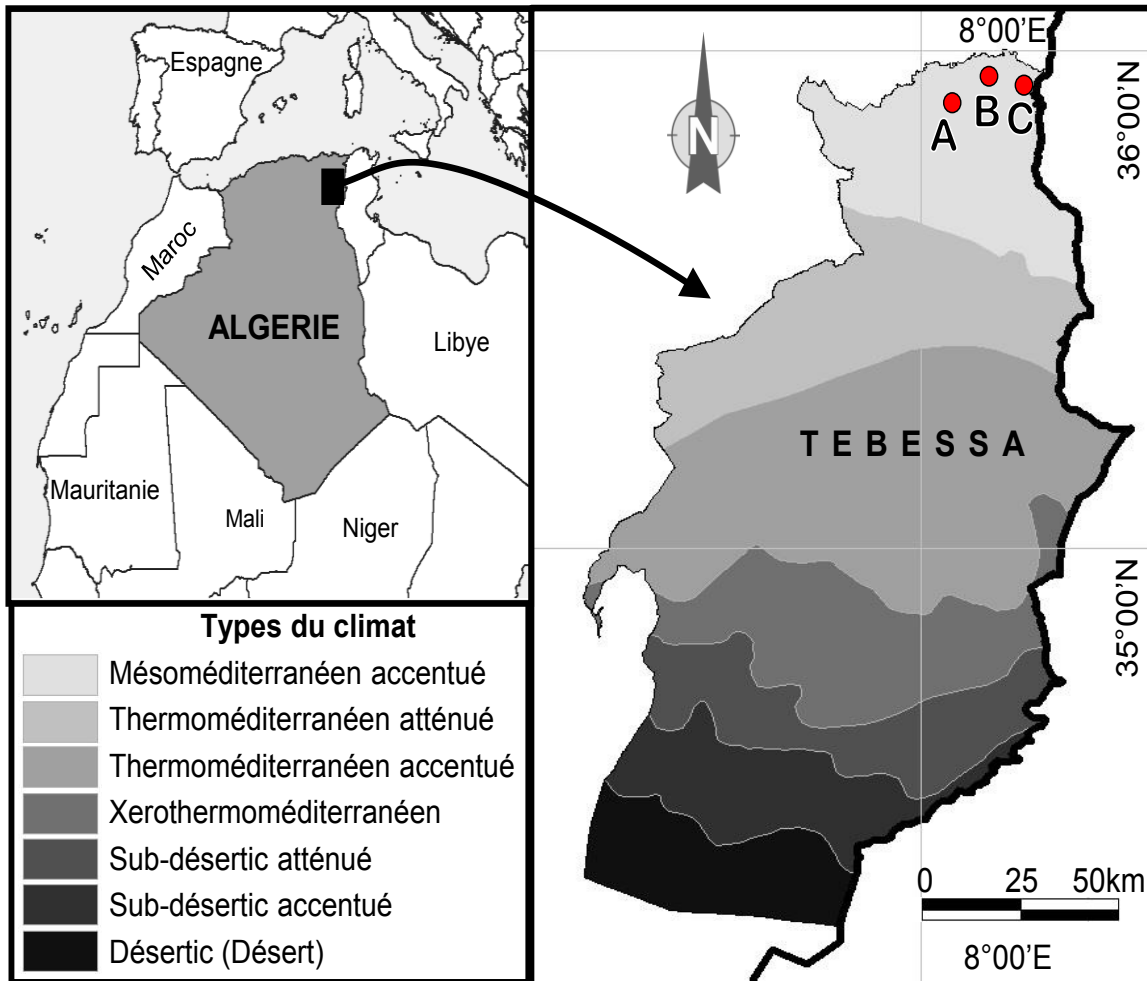 Espagne
Maroc
ALGERIE
Libye
Mauritanie
Mali
Niger
Types du climat
Mésoméditerranéen accentué
Thermoméditerranéen atténué
Thermoméditerranéen accentué
Xerothermoméditerranéen
Sub-désertic atténué
Sub-désertic accentué
Désertic (Désert)
8°00'E
N
A
B
C
36°00'N
TEBESSA
35°00'N
0 25 50km
8°00'E